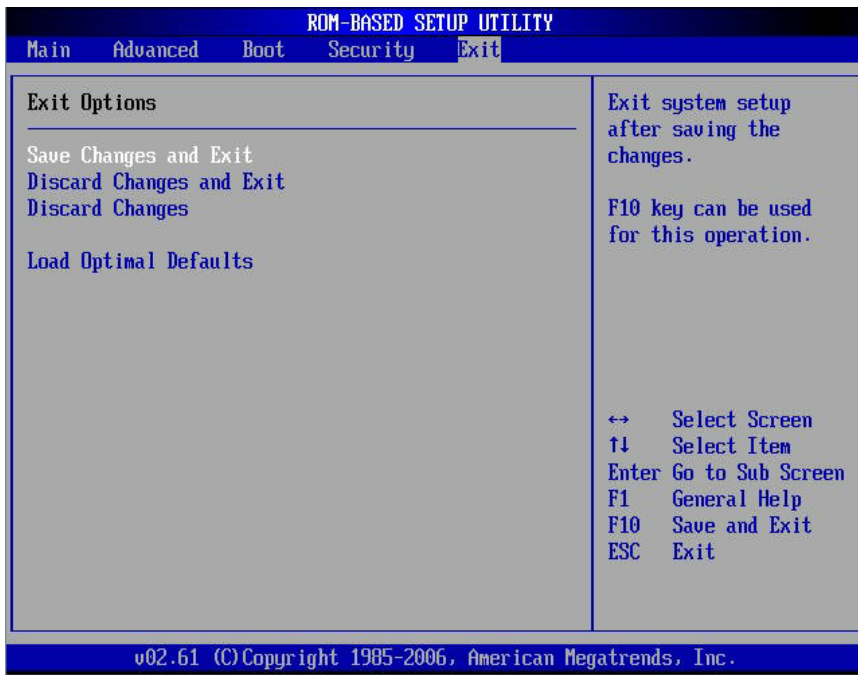 ROM-BASED SETUP UTILITY
Main Advanced Boot Security Exit
Exit Options
Save Changes and Exit
Discard Changes and Exit
Discard Changes
Load Optimal Defaults
Exit system setup
after saving the
changes.
F10 key can be used
for this operation.
↔ Select Screen
↑↓ Select Item
Enter Go to Sub Screen
F1 General Help
F10 Save and Exit
ESC Exit
v02.61 (C)Copyright 1985-2006, American Megatrends, Inc.